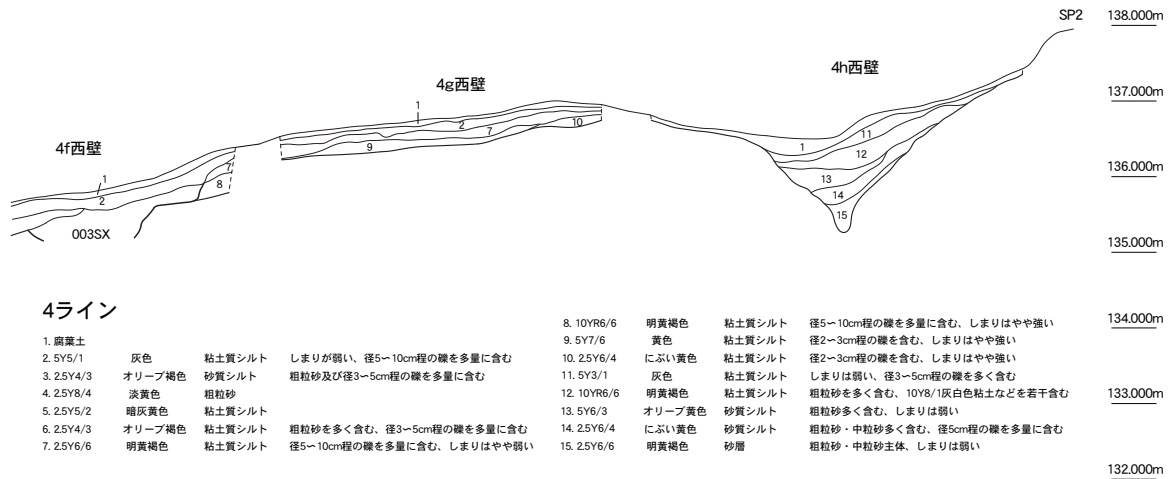 SP2
138.000m
4h西壁
4g西壁
137.000m
1
2
7
10
9
11
1
12
4f西壁
136.000m
1
2
7
8
13
14
15
003SX
135.000m
4ライン
134.000m
1. 腐葉土
2. 5Y5/1 灰色 粘土質シルト しまりが弱い、径5〜10cm程の礫を多量に含む
3. 2.5Y4/3 オリーブ褐色 砂質シルト 粗粒砂及び径3〜5cm程の礫を多量に含む
4. 2.5Y8/4 淡黄色 粗粒砂
5. 2.5Y5/2 暗灰黄色 粘土質シルト
6. 2.5Y4/3 オリーブ褐色 粘土質シルト 粗粒砂を多く含む、径3〜5cm程の礫を多量に含む
7. 2.5Y6/6 明黄褐色 粘土質シルト 径5〜10cm程の礫を多量に含む、しまりはやや弱い
8. 10YR6/6 明黄褐色 粘土質シルト 径5〜10cm程の礫を多量に含む、しまりはやや強い
9. 5Y7/6 黄色 粘土質シルト 径2〜3cm程の礫を含む、しまりはやや強い
10. 2.5Y6/4 にぶい黄色 粘土質シルト 径2〜3cm程の礫を含む、しまりはやや強い
11. 5Y3/1 灰色 粘土質シルト しまりは弱い、径3〜5cm程の礫を多く含む
12. 10YR6/6 明黄褐色 粘土質シルト 粗粒砂を多く含む、10Y8/1灰白色粘土などを若干含む
13. 5Y6/3 オリーブ黄色 砂質シルト 粗粒砂多く含む、しまりは弱い
14. 2.5Y6/4 にぶい黄色 砂質シルト 粗粒砂・中粒砂多く含む、径5cm程の礫を多量に含む
15. 2.5Y6/6 明黄褐色 砂層 粗粒砂・中粒砂主体、しまりは弱い
133.000m
132.000m